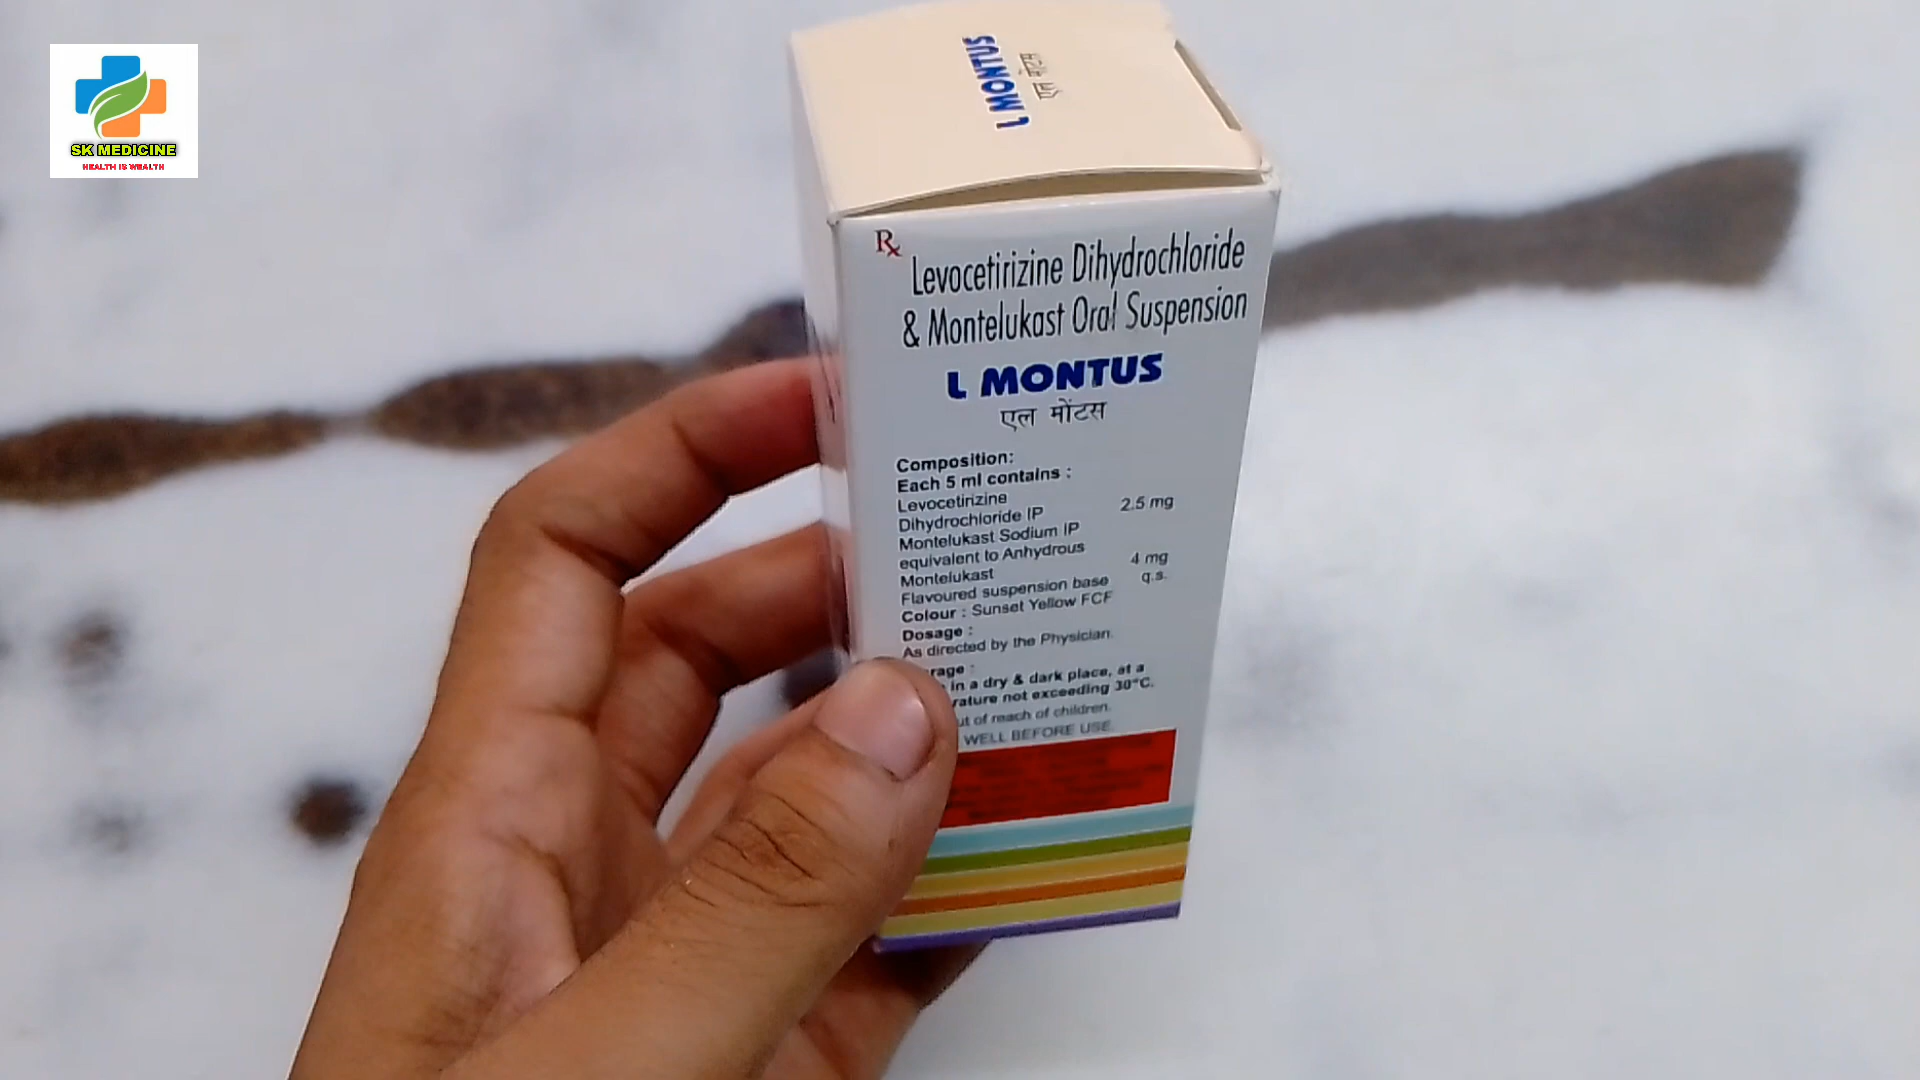 SK MEDICINE
HEALTH IS WEALTH
L MONTUS
एल मोंटस
Rx
Levocetirizine Dihydrochloride
& Montelukast Oral Suspension
L MONTUS
एल मोंटस
Composition:
Each 5 ml contains :
Levocetirizine
Dihydrochloride IP 2.5 mg
Montelukast Sodium IP
equivalent to Anhydrous
Montelukast 4 mg
Flavoured suspension base q.s.
Colour : Sunset Yellow FCF
Dosage :
As directed by the Physician.
rage :
in a dry & dark place, at a
rature not exceeding 30°C.
ut of reach of children.
WELL BEFORE USE